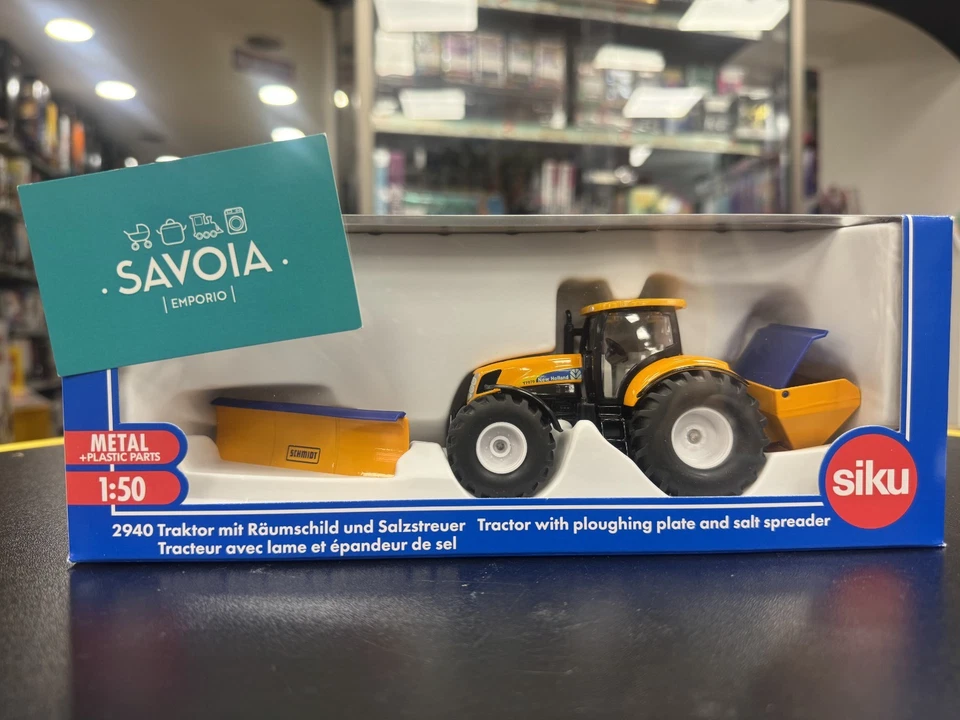 . SAVOIA .
| EMPORIO |
New Holland
SCHMIDT
METAL
+PLASTIC PARTS
1:50
siku
2940 Traktor mit Räumschild und Salzstreuer Tractor with ploughing plate and salt spreader
Tracteur avec lame et épandeur de sel